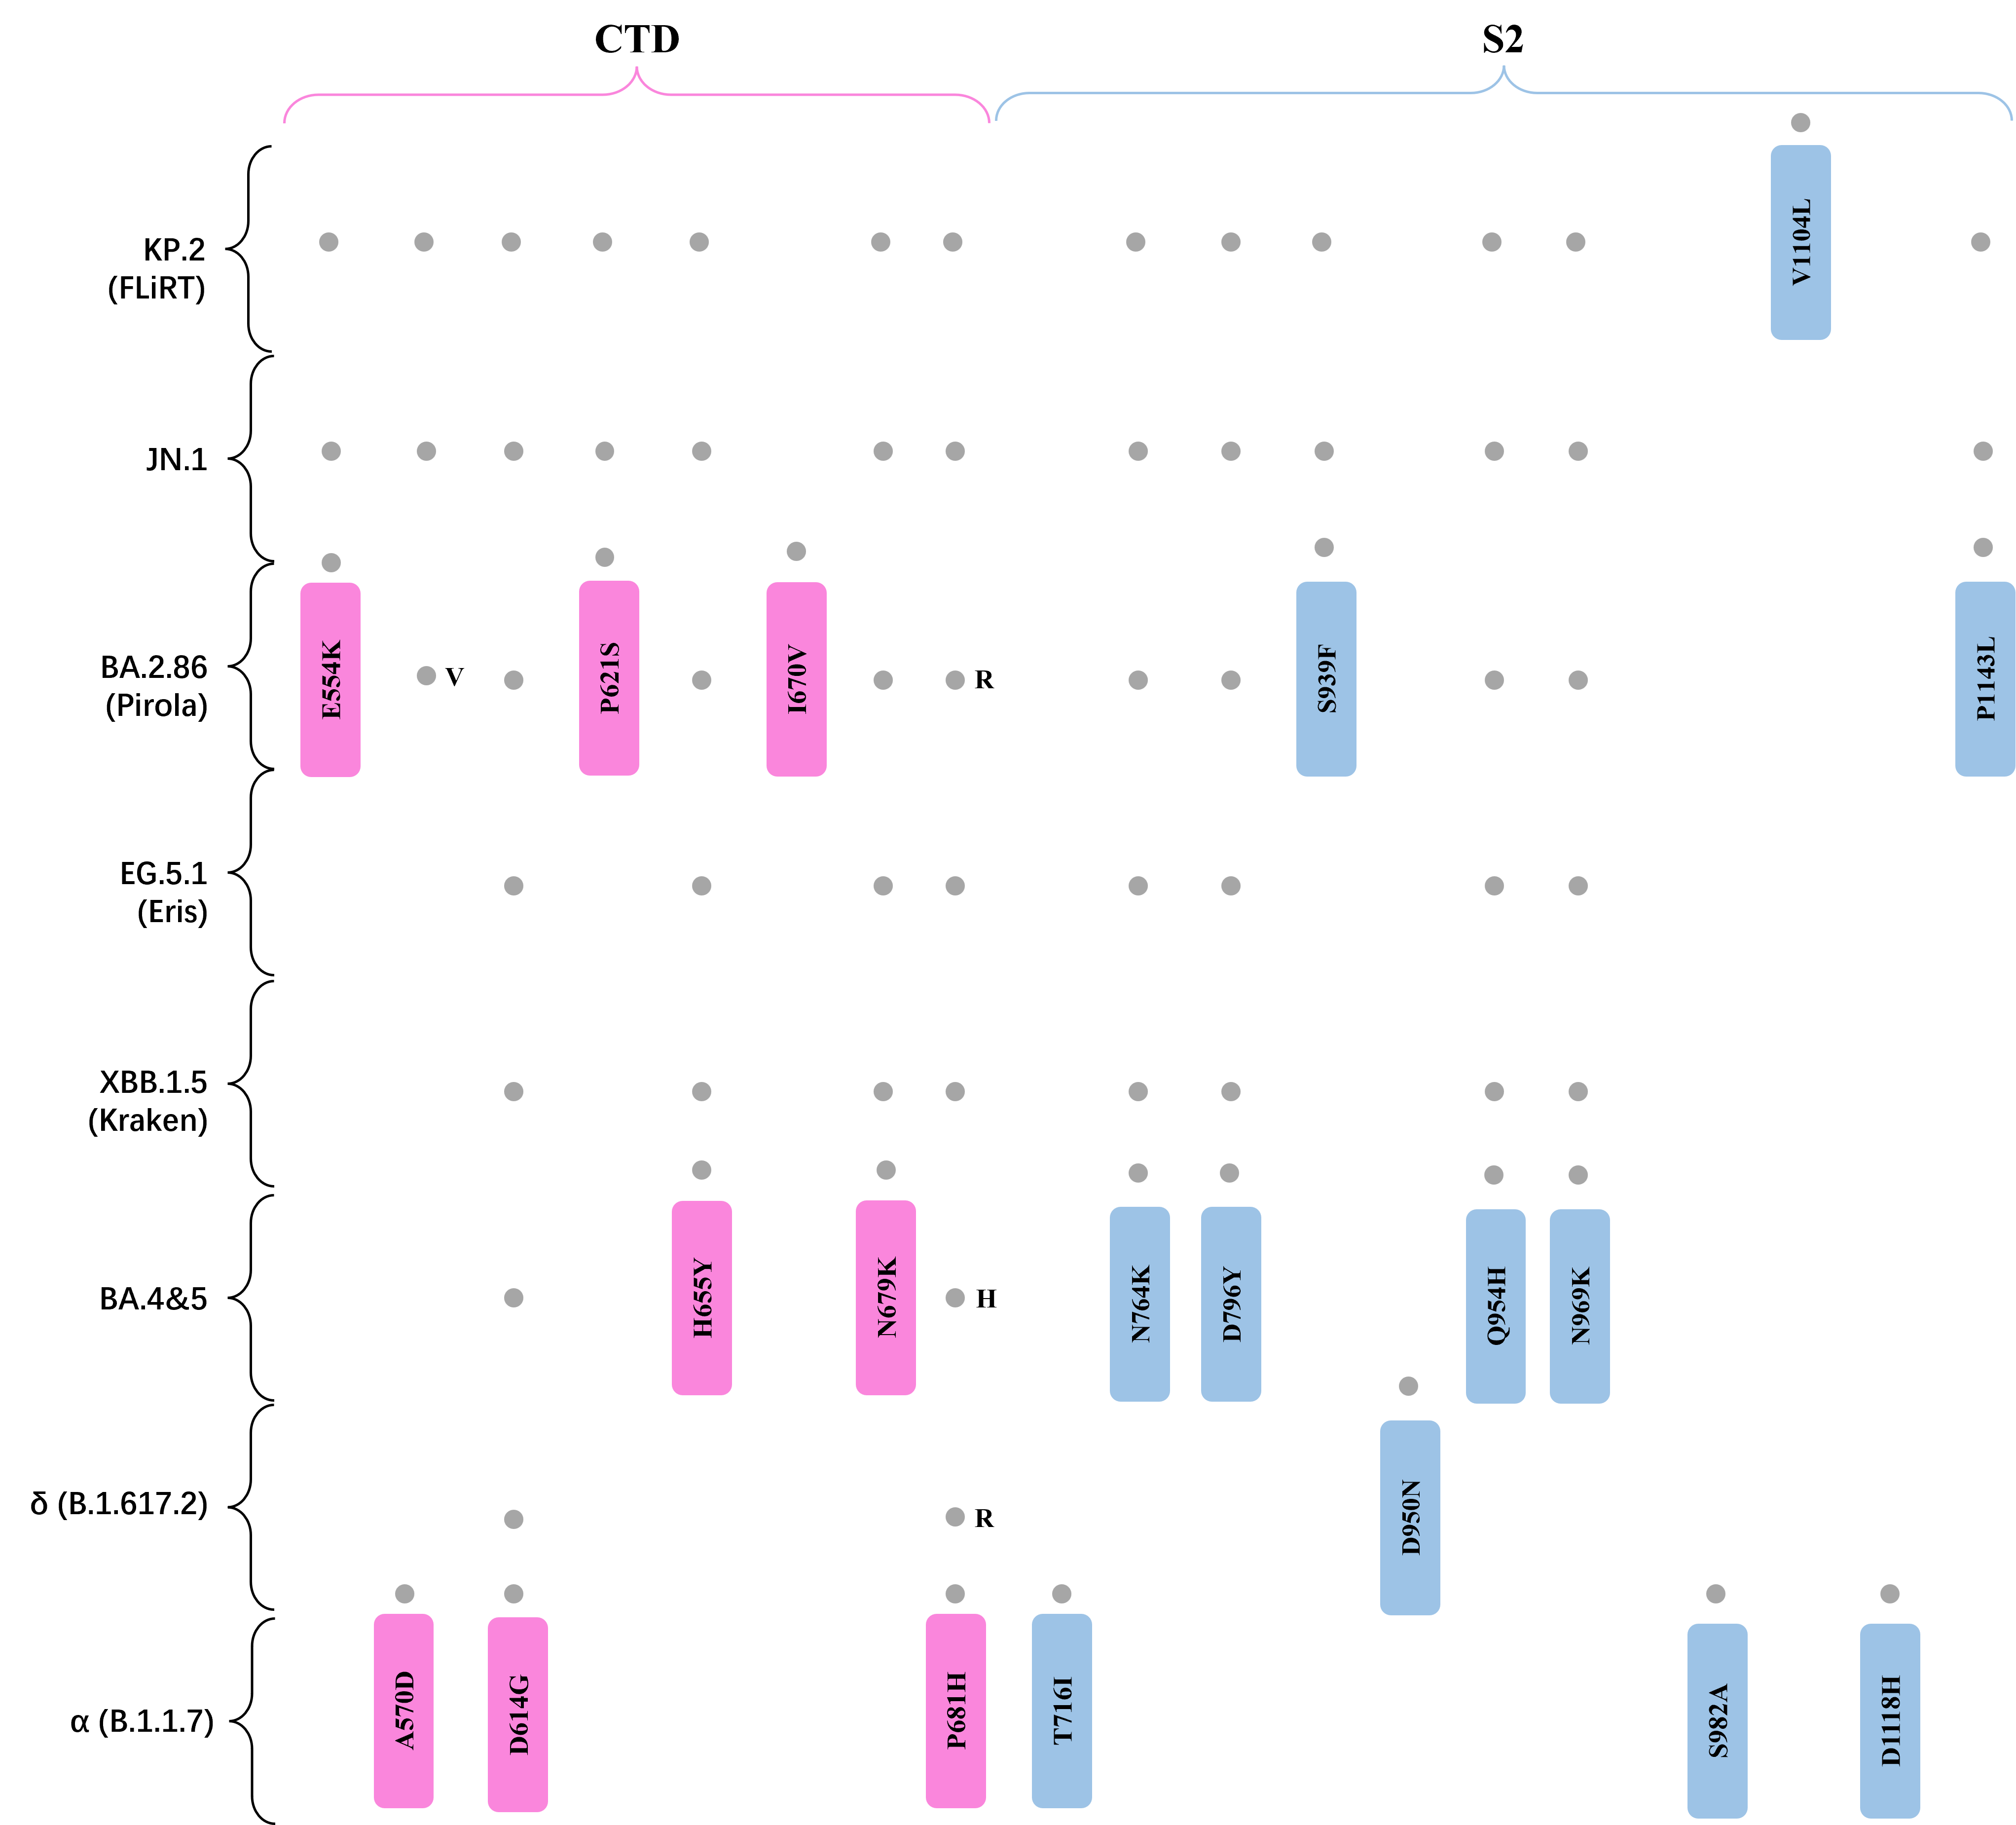 CTD
S2
KP.2
(FLiRT)
V1104L
JN.1
BA.2.86
(Pirola)
E554K
V
P621S
I670V
R
S939F
P1143L
EG.5.1
(Eris)
XBB.1.5
(Kraken)
BA.4&5
H655Y
N679K
H
N764K
D796Y
Q954H
N969K
δ (B.1.617.2)
R
D950N
α (B.1.1.7)
A570D
D614G
P681H
T716I
S982A
D1118H